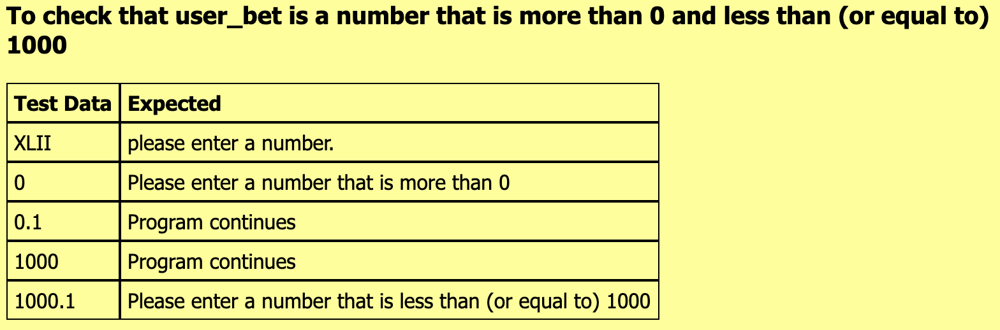 To check that user_bet is a number that is more than 0 and less than (or equal to)
1000
Test Data Expected
XLII please enter a number.
0 Please enter a number that is more than 0
0.1 Program continues
1000 Program continues
1000.1 Please enter a number that is less than (or equal to) 1000